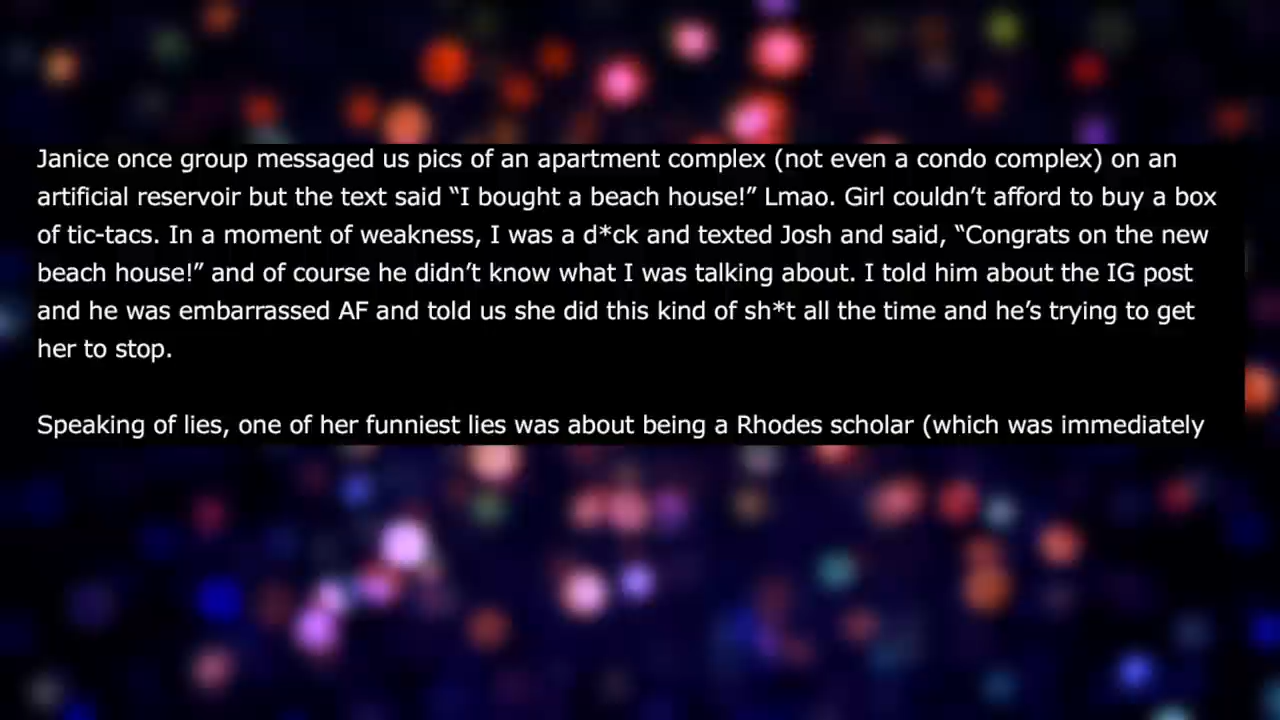 Janice once group messaged us pics of an apartment complex (not even a condo complex) on an
artificial reservoir but the text said “I bought a beach house!” Lmao. Girl couldn’t afford to buy a box
of tic-tacs. In a moment of weakness, I was a d*ck and texted Josh and said, “Congrats on the new
beach house!” and of course he didn’t know what I was talking about. I told him about the IG post
and he was embarrassed AF and told us she did this kind of sh*t all the time and he’s trying to get
her to stop.
Speaking of lies, one of her funniest lies was about being a Rhodes scholar (which was immediately